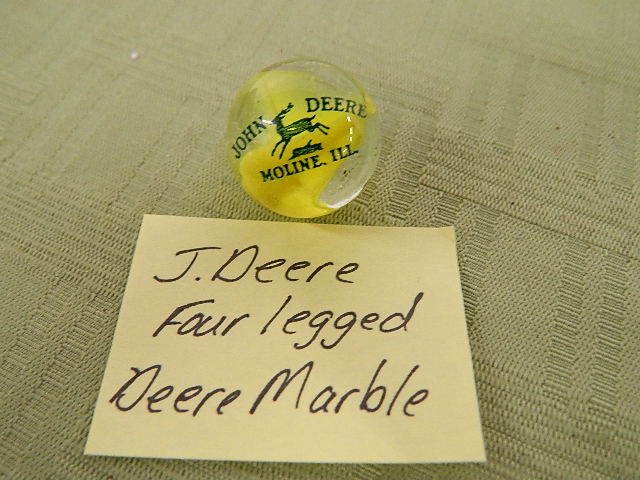 JOHN DEERE
MOLINE, ILL.
J. Deere
Four legged
Deere Marble